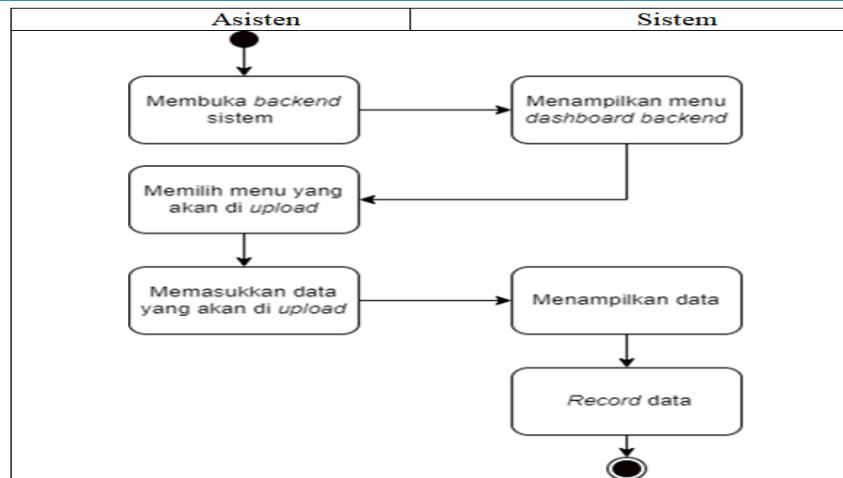 Asisten
Sistem
Membuka backend
sistem
Menampilkan menu
dashboard backend
Memilih menu yang
akan di upload
Memasukkan data
yang akan di upload
Menampilkan data
Record data